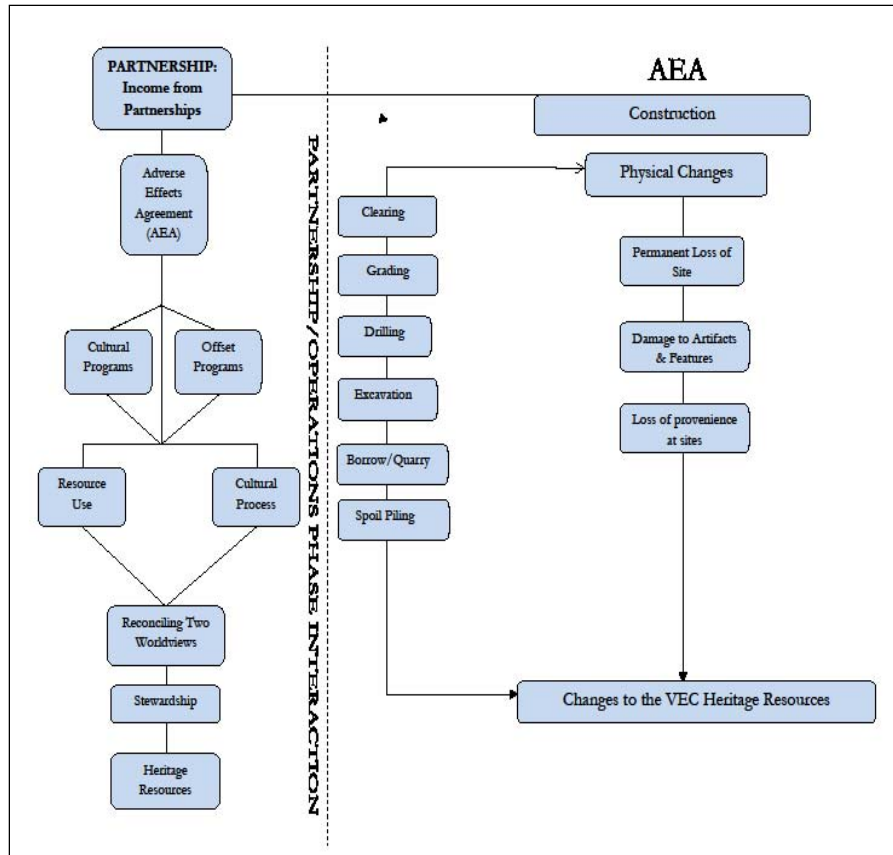 PARTNERSHIP:
Income from
Partnerships
Adverse
Effects
Agreement
(AEA)
Cultural
Programs
Offset
Programs
Resource
Use
Cultural
Process
Reconciling Two
Worldviews
Stewardship
Heritage
Resources
PARTNERSHIP/OPERATIONS PHASE INTERACTION
AEA
Construction
Physical Changes
Clearing
Grading
Drilling
Excavation
Borrow/Quarry
Spoil Piling
Permanent Loss of
Site
Damage to Artifacts
& Features
Loss of provenience
at sites
Changes to the VEC Heritage Resources